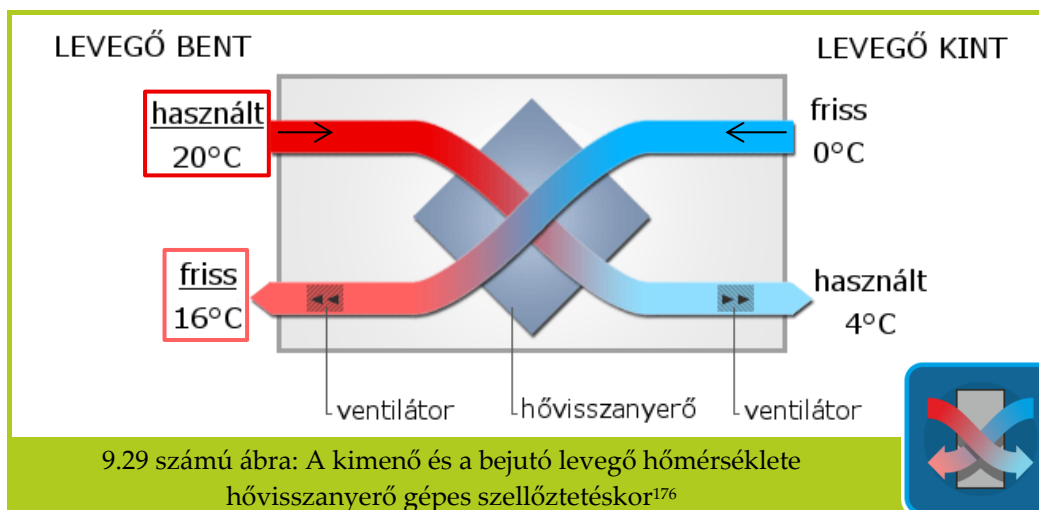 LEVEGŐ BENT
LEVEGŐ KINT
használt
20°C
friss
0°C
friss
16°C
használt
4°C
ventilátor
hővisszanyerő
ventilátor
9.29 számú ábra: A kimenő és a bejutó levegő hőmérséklete
hővisszanyerő gépes szellőztetéskor¹⁷⁶